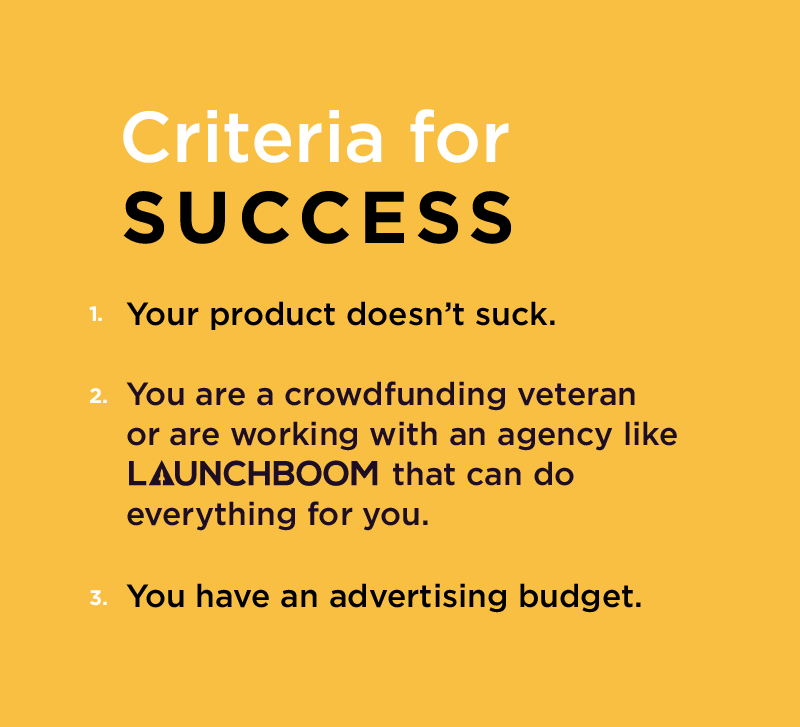 Criteria for
SUCCESS
1. Your product doesn’t suck.
2. You are a crowdfunding veteran
or are working with an agency like
LAUNCHBOOM that can do
everything for you.
3. You have an advertising budget.